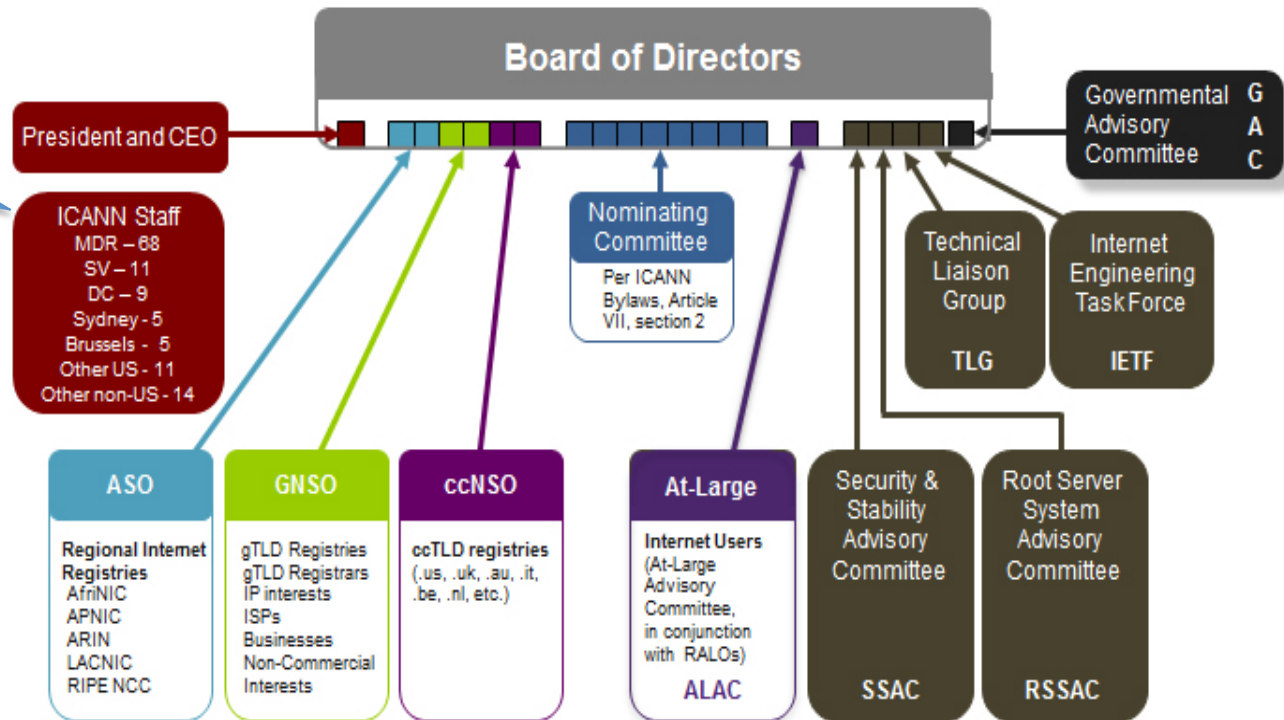 Board of Directors
President and CEO
Governmental G
Advisory A
Committee C
ICANN Staff
MDR – 68
SV – 11
DC – 9
Sydney - 5
Brussels - 5
Other US - 11
Other non-US - 14
Nominating
Committee
Per ICANN
Bylaws, Article
VII, section 2
Technical
Liaison
Group
TLG
Internet
Engineering
Task Force
IETF
ASO
Regional Internet
Registries
AfriNIC
APNIC
ARIN
LACNIC
RIPE NCC
GNSO
gTLD Registries
gTLD Registrars
IP interests
ISPs
Businesses
Non-Commercial
Interests
ccNSO
ccTLD registries
(.us, .uk, .au, .it,
.be, .nl, etc.)
At-Large
Internet Users
(At-Large
Advisory
Committee,
in conjunction
with RALOs)
ALAC
Security &
Stability
Advisory
Committee
SSAC
Root Server
System
Advisory
Committee
RSSAC